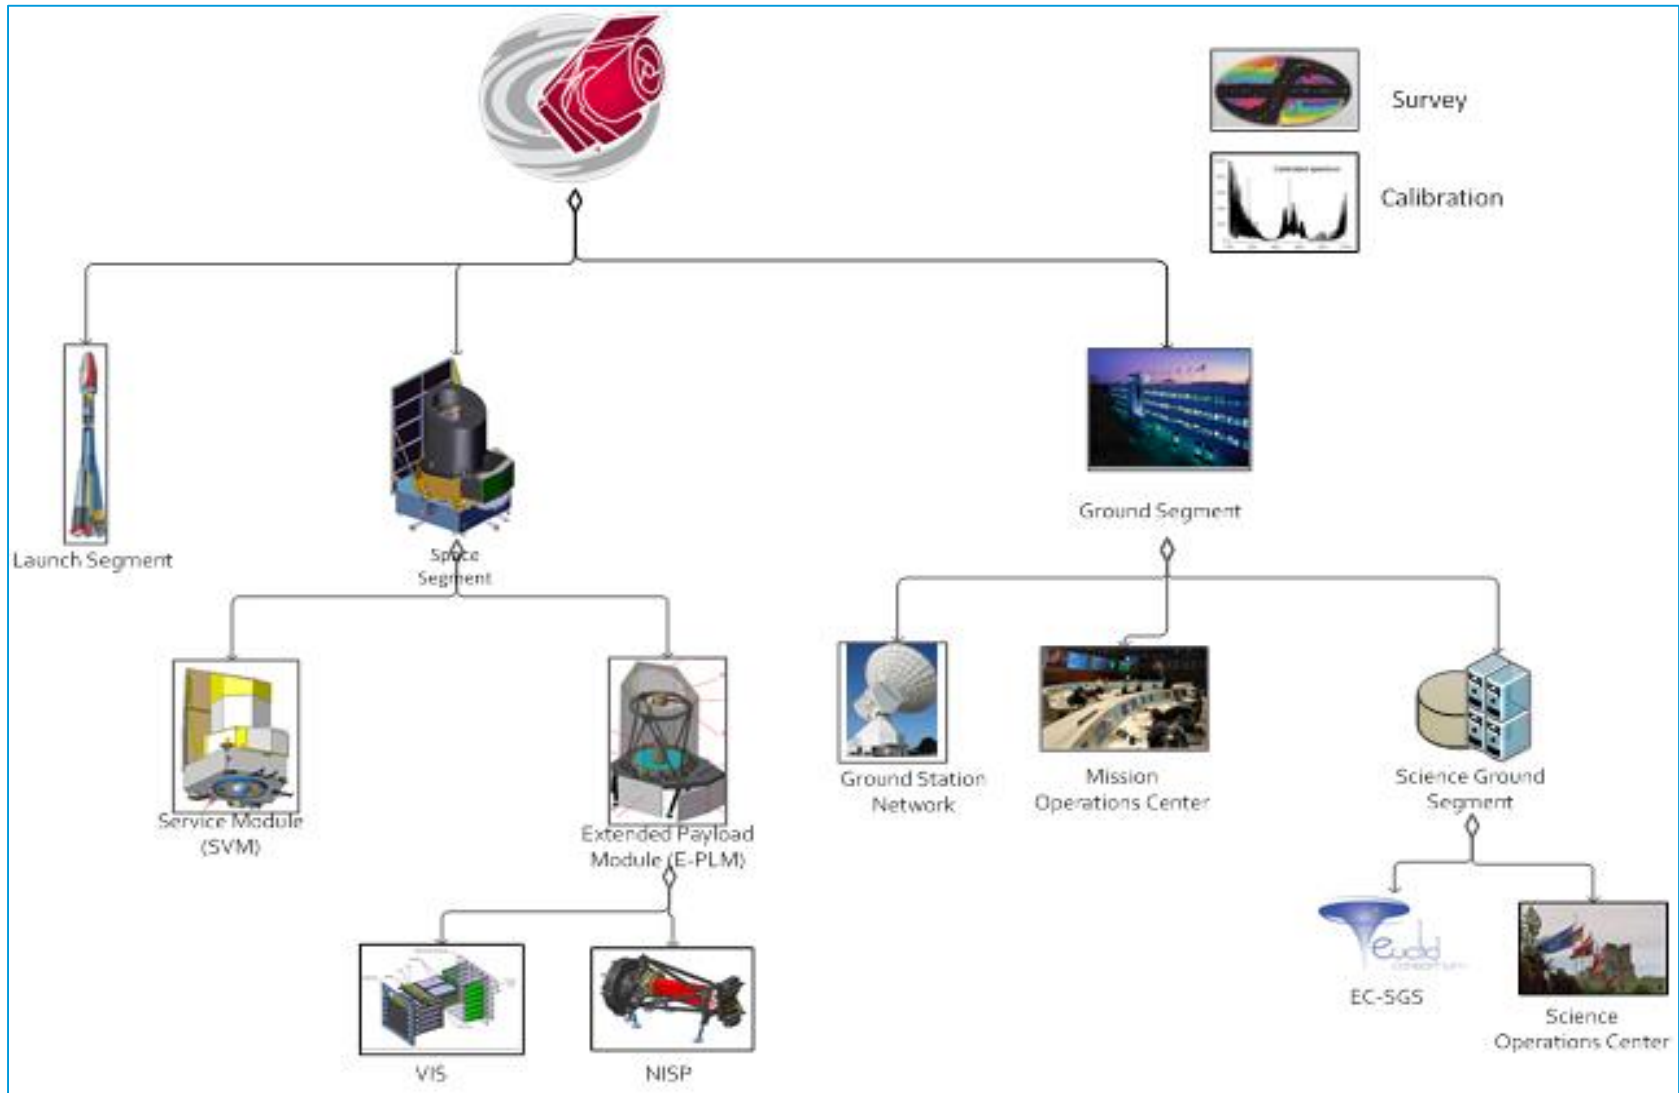 Survey
Calibration
Launch Segment
Space
Segment
Ground Segment
Service Module
(SVM)
Extended Payload
Module (E-PLM)
Ground Station
Network
Mission
Operations Center
Science Ground
Segment
VIS
NISP
EC-SGS
Science
Operations Center